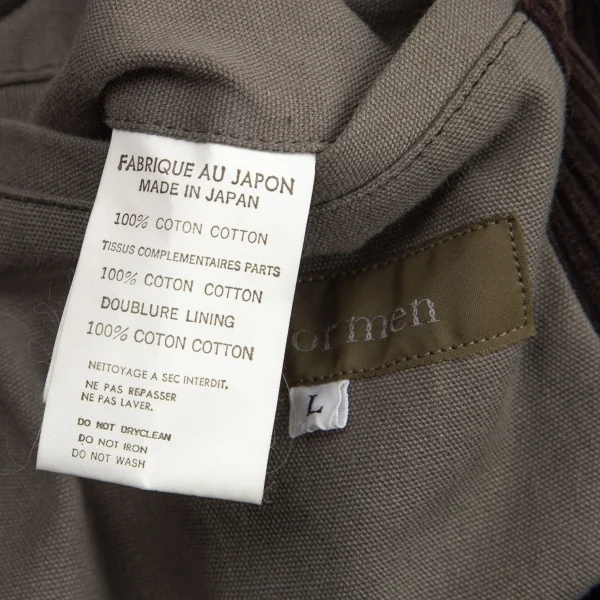 FABRIQUE AU JAPON
MADE IN JAPAN
100% COTON COTTON
TISSUS COMPLEMENTAIRES PARTS
100% COTON COTTON
DOUBLURE LINING
100% COTON COTTON
NETTOYAGE A SEC INTERDIT.
NE PAS REPASSER
NE PAS LAVER.
DO NOT DRYCLEAN
DO NOT IRON
DO NOT WASH
for men
L